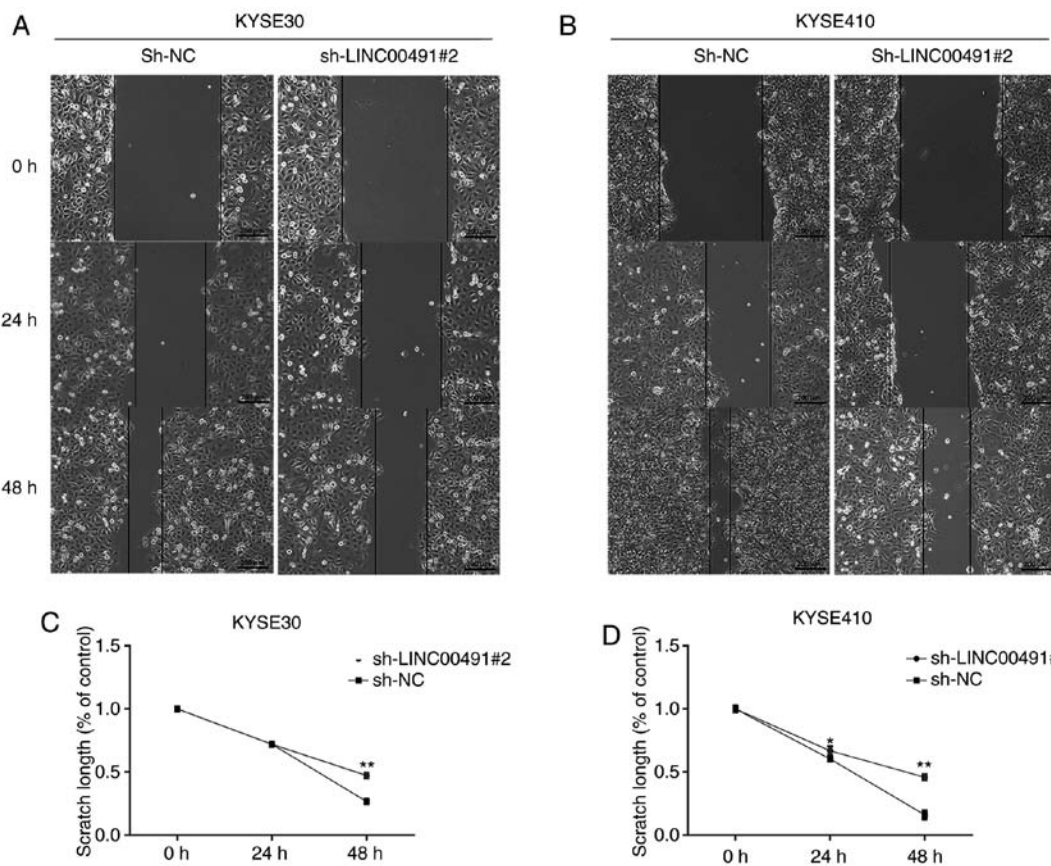 A
KYSE30
Sh-NC
sh-LINC00491#2
0 h
24 h
48 h
B
KYSE410
Sh-NC
Sh-LINC00491#2
C
KYSE30
Scratch length (% of control)
1.5
1.0
0.5
0.0
0 h
24 h
48 h
sh-LINC00491#2
sh-NC
**
D
KYSE410
Scratch length (% of control)
1.5
1.0
0.5
0.0
0 h
24 h
48 h
sh-LINC00491#
sh-NC
*
**